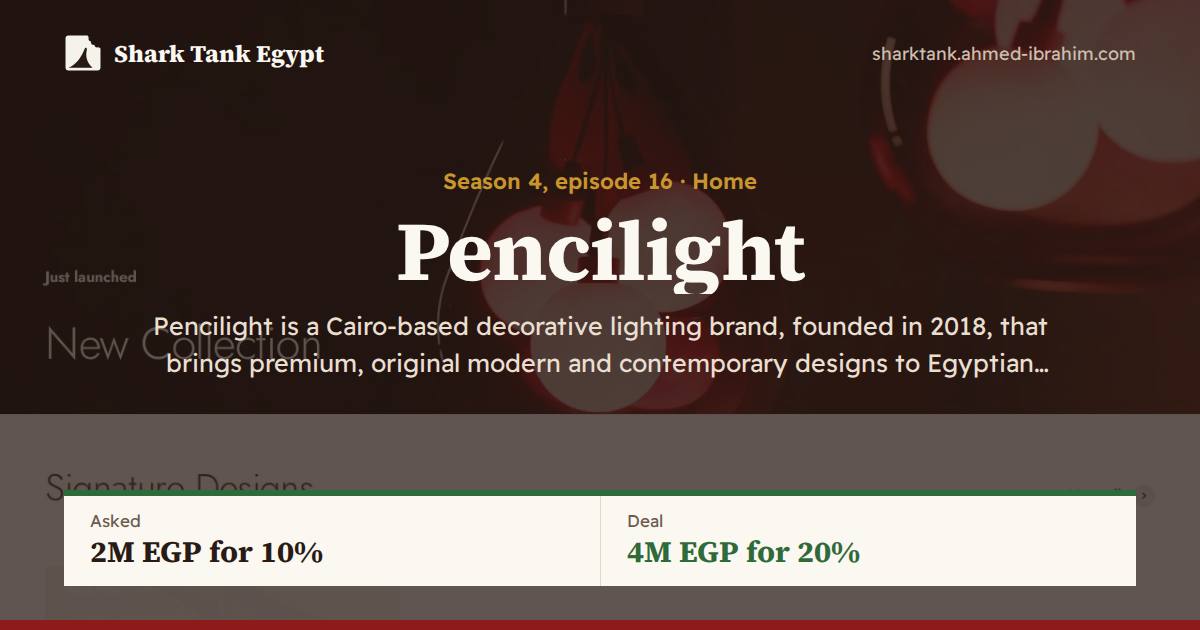 Shark Tank Egypt
sharktank.ahmed-ibrahim.com
Season 4, episode 16 · Home
Pencilight
Just launched
New Collection
Pencilight is a Cairo-based decorative lighting brand, founded in 2018, that
brings premium, original modern and contemporary designs to Egyptian…
Signature Designs
Asked
2M EGP for 10%
Deal
4M EGP for 20%